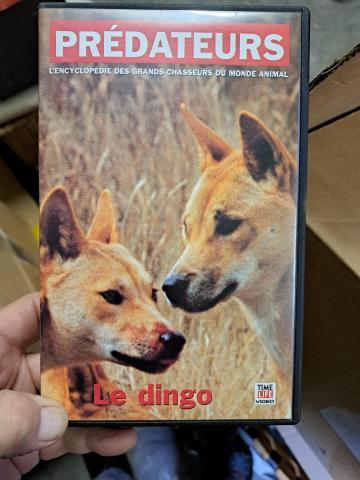 PRÉDATEURS
L'ENCYCLOPÉDIE DES GRANDS CHASSEURS DU MONDE ANIMAL
Le dingo
TIME
LIFE
VIDEO